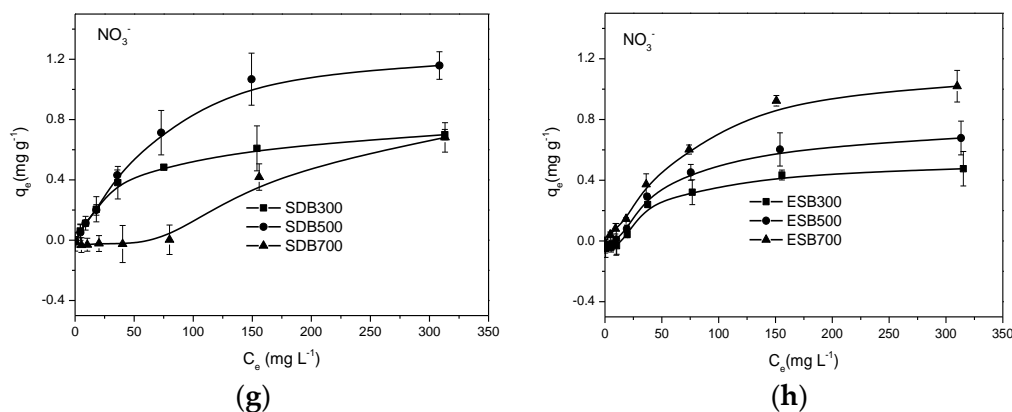 NO₃⁻
qₑ(mg g⁻¹)
1.2
0.8
0.4
0.0
-0.4
SDB300
SDB500
SDB700
0 50 100 150 200 250 300 350
Cₑ (mg L⁻¹)
(g)
NO₃⁻
qₑ(mg g⁻¹)
1.2
0.8
0.4
0.0
-0.4
ESB300
ESB500
ESB700
0 50 100 150 200 250 300 350
Cₑ (mg L⁻¹)
(h)